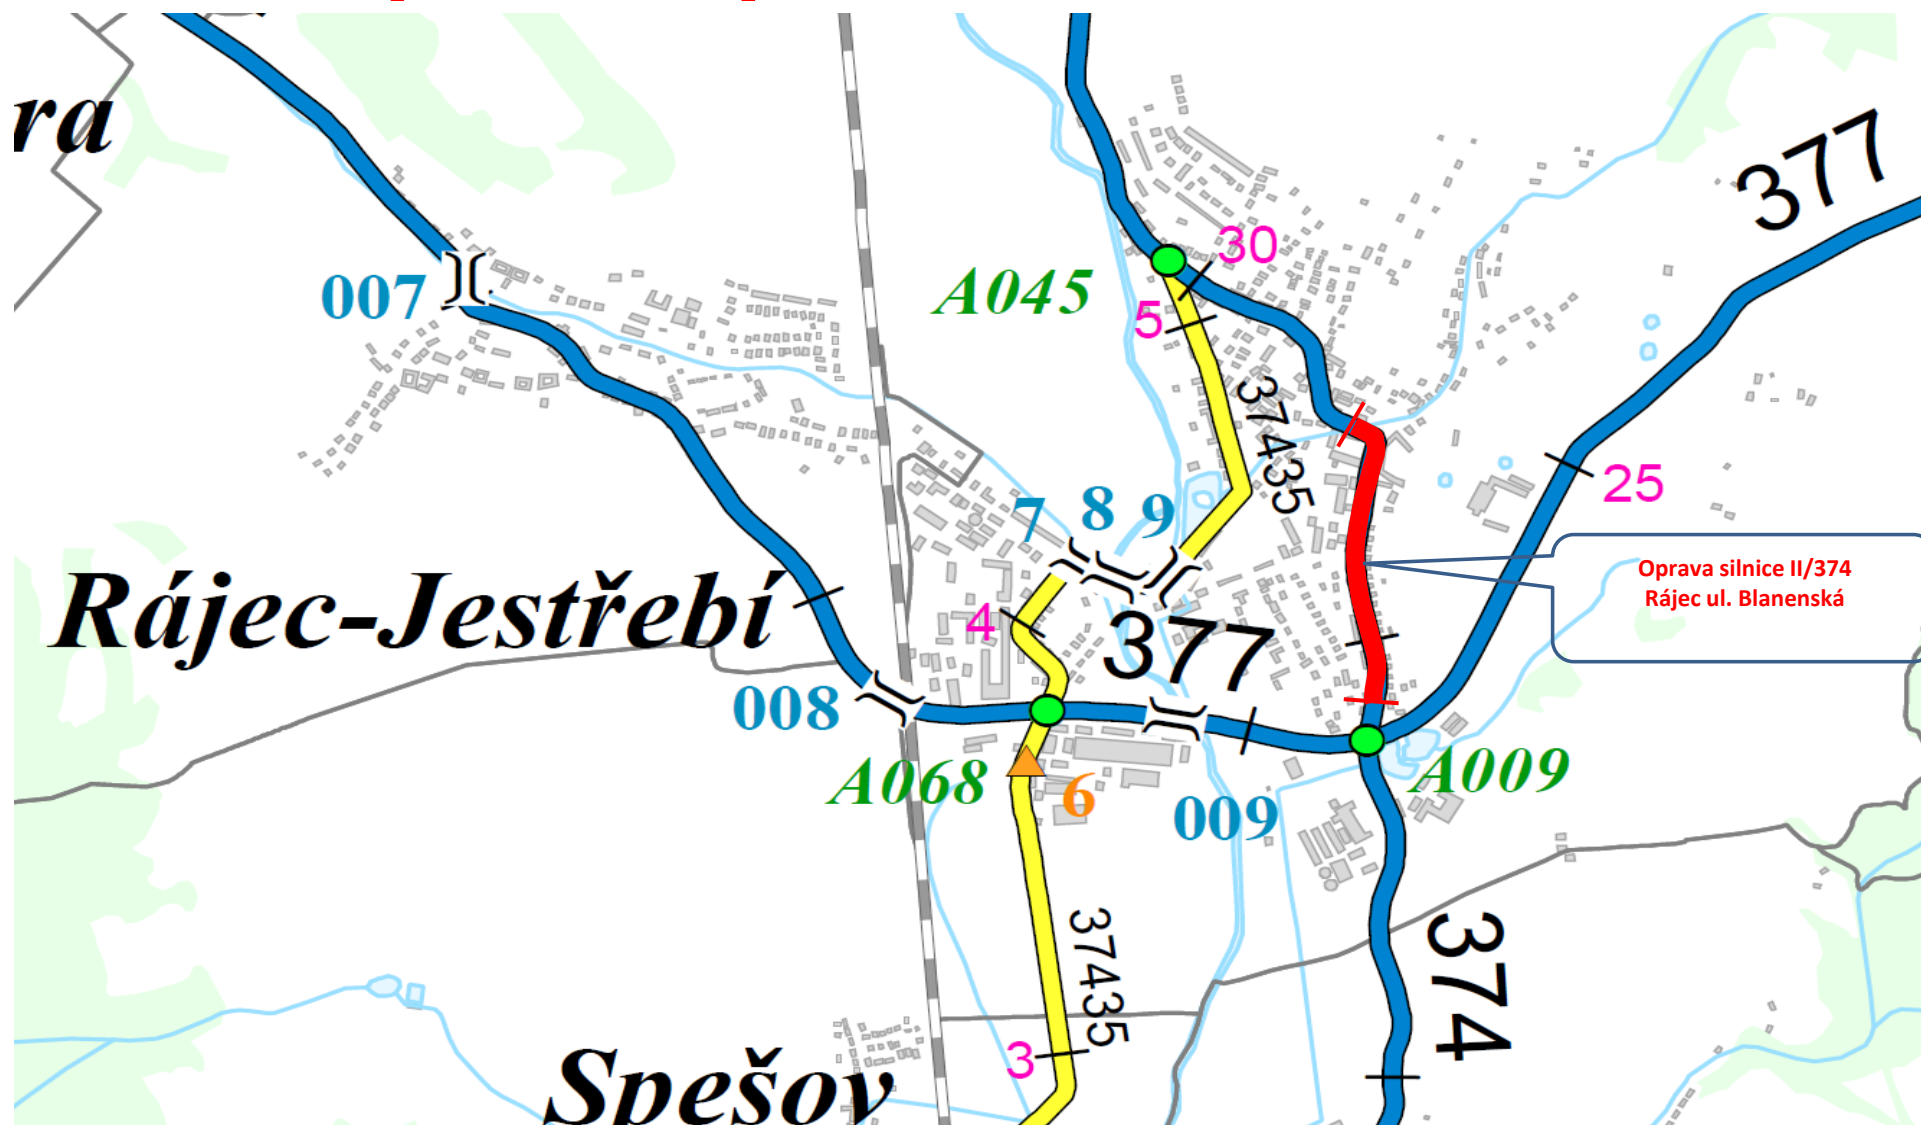 ra
377
30
A045
007
5
37435
25
7
8
9
Oprava silnice II/374
Rájec ul. Blanenská
Rájec-Jestřebí
4
377
008
A068
6
A009
009
37435
374
3
Spešov